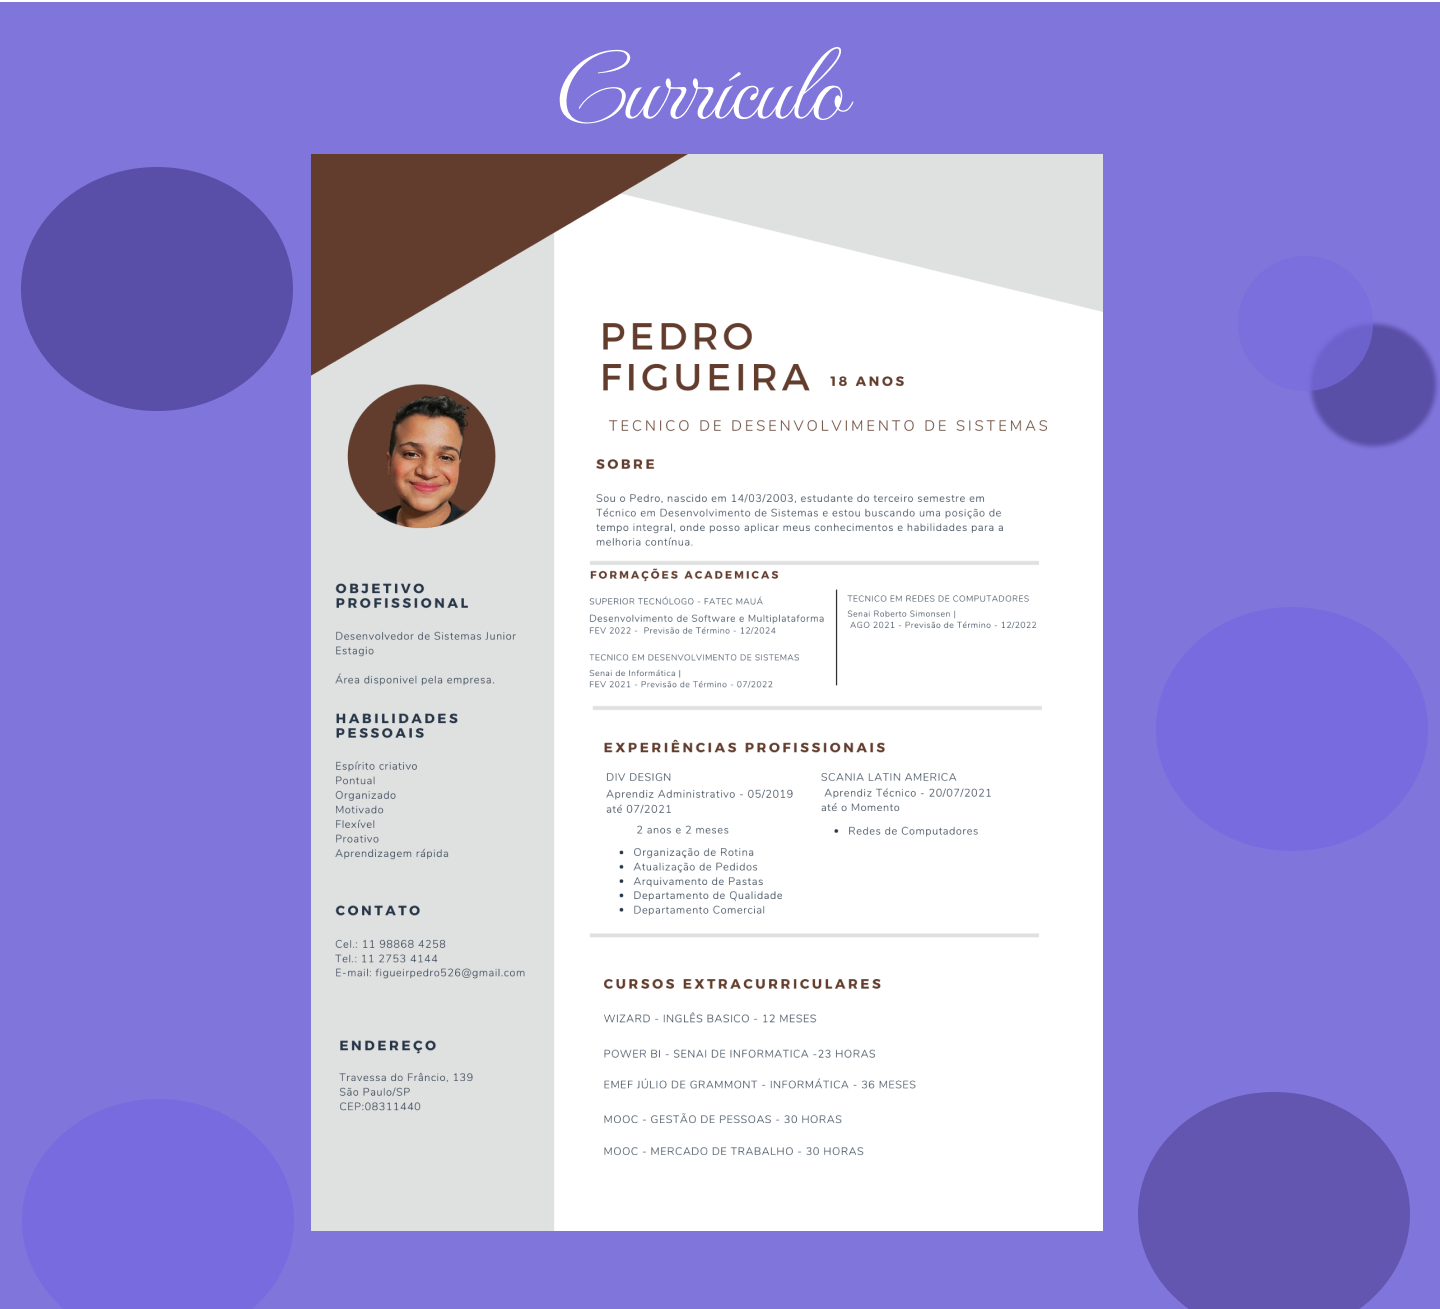 Currículo
PEDRO
FIGUEIRA 18 ANOS
TECNICO DE DESENVOLVIMENTO DE SISTEMAS
SOBRE
Sou o Pedro, nascido em 14/03/2003, estudante do terceiro semestre em
Técnico em Desenvolvimento de Sistemas e estou buscando uma posição de
tempo integral, onde posso aplicar meus conhecimentos e habilidades para a
melhoria contínua.
FORMAÇÕES ACADEMICAS
SUPERIOR TECNÓLOGO - FATEC MAUÁ
Desenvolvimento de Software e Multiplataforma
FEV 2022 - Previsão de Término - 12/2024
TECNICO EM DESENVOLVIMENTO DE SISTEMAS
Senai de Informática |
FEV 2021 - Previsão de Término - 07/2022
TECNICO EM REDES DE COMPUTADORES
Senai Roberto Simonsen |
AGO 2021 - Previsão de Término - 12/2022
EXPERIÊNCIAS PROFISSIONAIS
DIV DESIGN
Aprendiz Administrativo - 05/2019
até 07/2021
2 anos e 2 meses
• Organização de Rotina
• Atualização de Pedidos
• Arquivamento de Pastas
• Departamento de Qualidade
• Departamento Comercial
SCANIA LATIN AMERICA
Aprendiz Técnico - 20/07/2021
até o Momento
• Redes de Computadores
CURSOS EXTRACURRICULARES
WIZARD - INGLÊS BASICO - 12 MESES
POWER BI - SENAI DE INFORMATICA -23 HORAS
EMEF JÚLIO DE GRAMMONT - INFORMÁTICA - 36 MESES
MOOC - GESTÃO DE PESSOAS - 30 HORAS
MOOC - MERCADO DE TRABALHO - 30 HORAS
OBJETIVO
PROFISSIONAL
Desenvolvedor de Sistemas Junior
Estagio
Área disponivel pela empresa.
HABILIDADES
PESSOAIS
Espírito criativo
Pontual
Organizado
Motivado
Flexível
Proativo
Aprendizagem rápida
CONTATO
Cel.: 11 98868 4258
Tel.: 11 2753 4144
E-mail: figueirpedro526@gmail.com
ENDEREÇO
Travessa do Frâncio, 139
São Paulo/SP
CEP:08311440